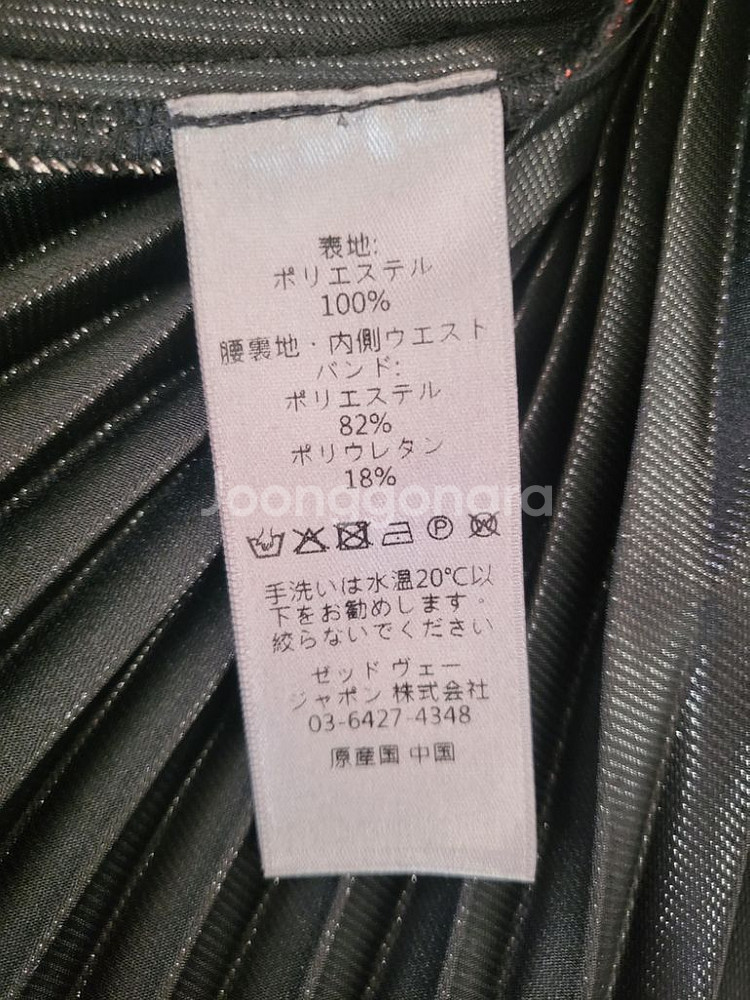 表地:
ポリエステル
100%
腰裏地・内側ウエスト
バンド:
ポリエステル
82%
ポリウレタン
18%
joonggonara
手洗いは水温20℃以
下をお勧めします。
絞らないでください
ゼッド ヴェー
ジャポン 株式会社
03-6427-4348
原産国 中国